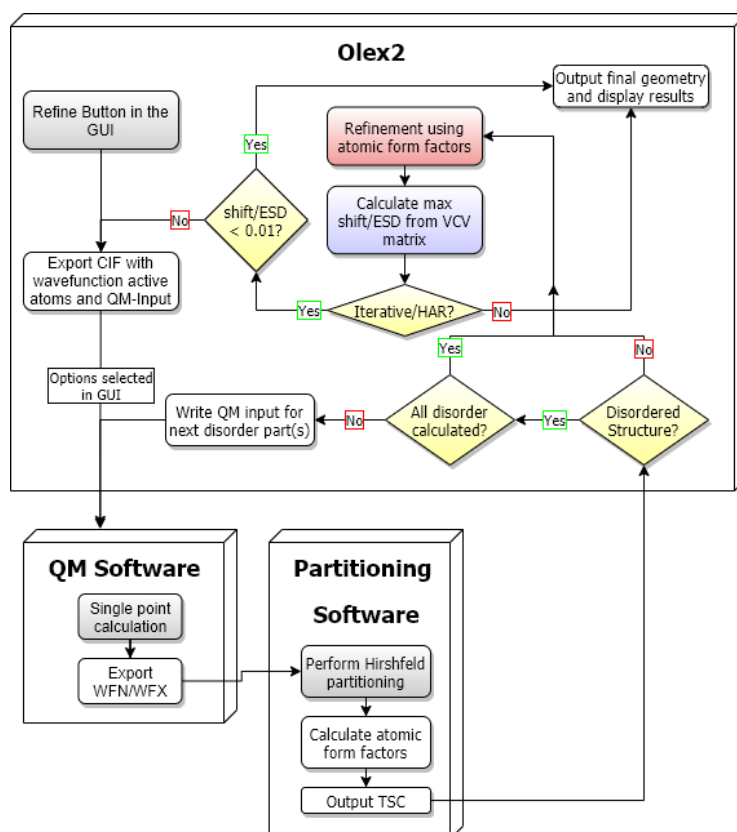 Olex2
Refine Button in the
GUI
Output final geometry
and display results
Refinement using
atomic form factors
Yes
Calculate max
shift/ESD from VCV
matrix
shift/ESD
< 0.01?
No
Export CIF with
wavefunction active
atoms and QM-Input
Yes
Iterative/HAR?
No
Yes
No
Options selected
in GUI
Write QM input for
next disorder part(s)
No
All disorder
calculated?
Yes
Disordered
Structure?
QM Software
Single point
calculation
Export
WFN/WFX
Partitioning
Software
Perform Hirshfeld
partitioning
Calculate atomic
form factors
Output TSC